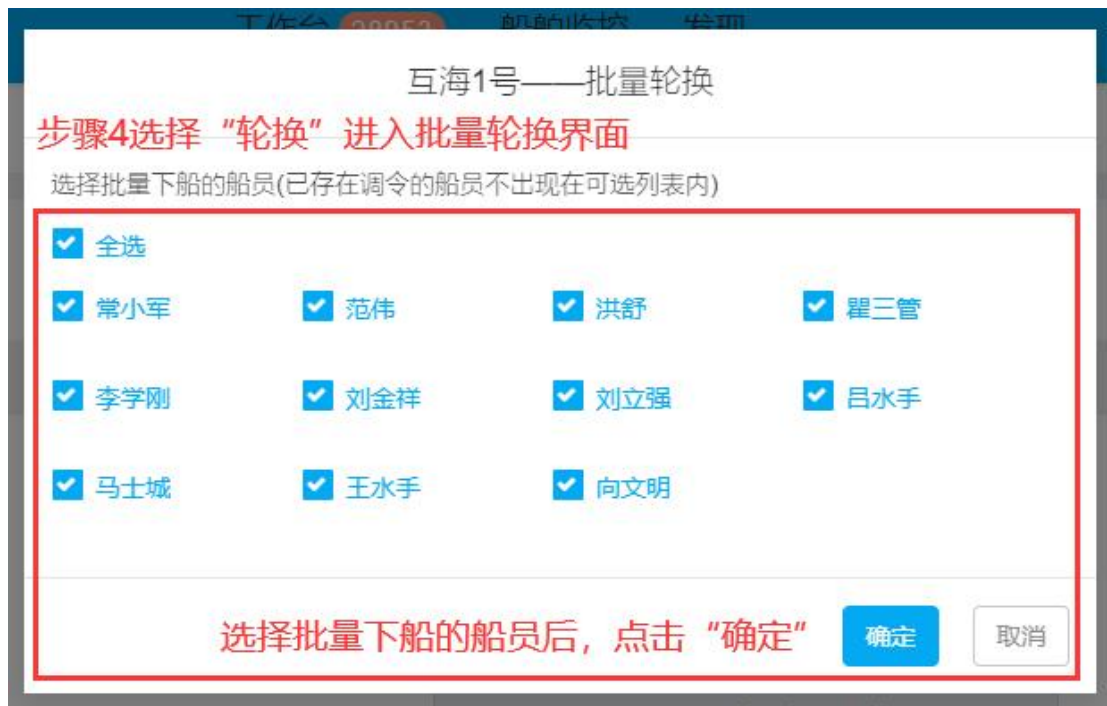 互海1号——批量轮换
步骤4选择“轮换”进入批量轮换界面
选择批量下船的船员(已存在调令的船员不出现在可选列表内)
全选
常小军 范伟 洪舒 瞿三管
李学刚 刘金祥 刘立强 吕水手
马士城 王水手 向文明
选择批量下船的船员后，点击“确定” 确定 取消